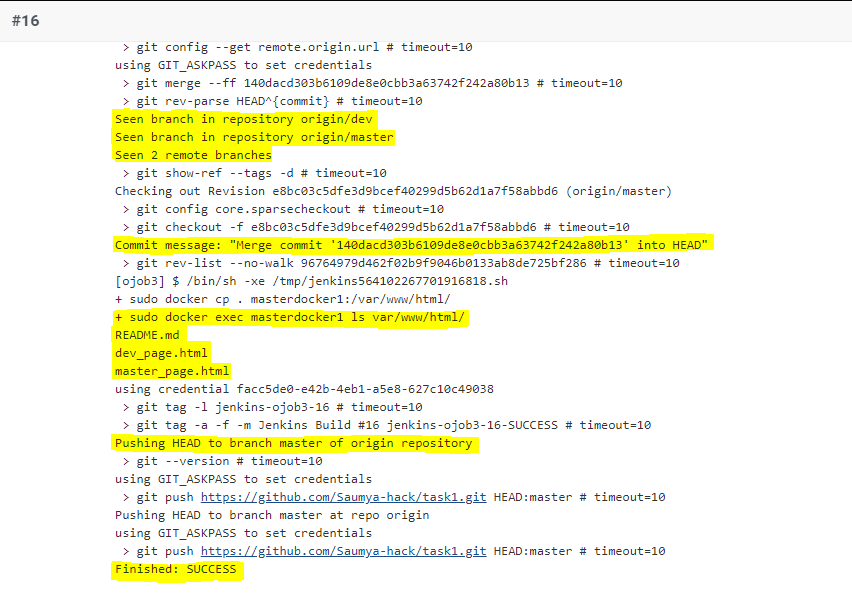 #16
> git config --get remote.origin.url # timeout=10
using GIT_ASKPASS to set credentials
> git merge --ff 140dacd303b6109de8e0cbb3a63742f242a80b13 # timeout=10
> git rev-parse HEAD^{commit} # timeout=10
Seen branch in repository origin/dev
Seen branch in repository origin/master
Seen 2 remote branches
> git show-ref --tags -d # timeout=10
Checking out Revision e8bc03c5dfe3d9bcef40299d5b62d1a7f58abbd6 (origin/master)
> git config core.sparsecheckout # timeout=10
> git checkout -f e8bc03c5dfe3d9bcef40299d5b62d1a7f58abbd6 # timeout=10
Commit message: "Merge commit '140dacd303b6109de8e0cbb3a63742f242a80b13' into HEAD"
> git rev-list --no-walk 96764979d462f02b9f9046b0133ab8de725bf286 # timeout=10
[ojob3] $ /bin/sh -xe /tmp/jenkins564102267701916818.sh
+ sudo docker cp . masterdocker1:/var/www/html/
+ sudo docker exec masterdocker1 ls var/www/html/
README.md
dev_page.html
master_page.html
using credential facc5de0-e42b-4eb1-a5e8-627c10c49038
> git tag -l jenkins-ojob3-16 # timeout=10
> git tag -a -f -m Jenkins Build #16 jenkins-ojob3-16-SUCCESS # timeout=10
Pushing HEAD to branch master of origin repository
> git --version # timeout=10
using GIT_ASKPASS to set credentials
> git push https://github.com/Saumya-hack/task1.git HEAD:master # timeout=10
Pushing HEAD to branch master at repo origin
using GIT_ASKPASS to set credentials
> git push https://github.com/Saumya-hack/task1.git HEAD:master # timeout=10
Finished: SUCCESS